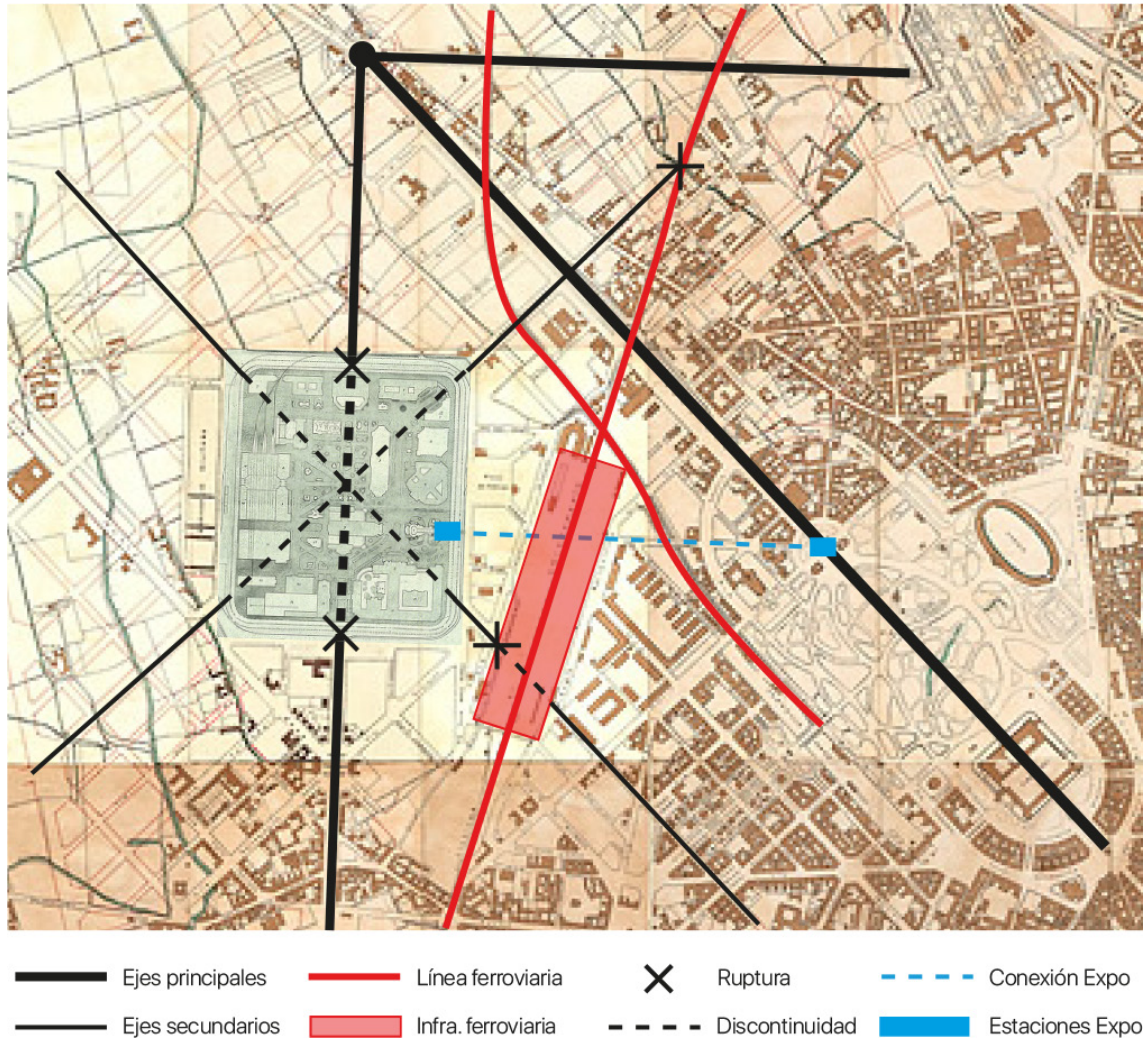 Ejes principales
Línea ferroviaria
Ruptura
Conexión Expo
Ejes secundarios
Infra. ferroviaria
Discontinuidad
Estaciones Expo